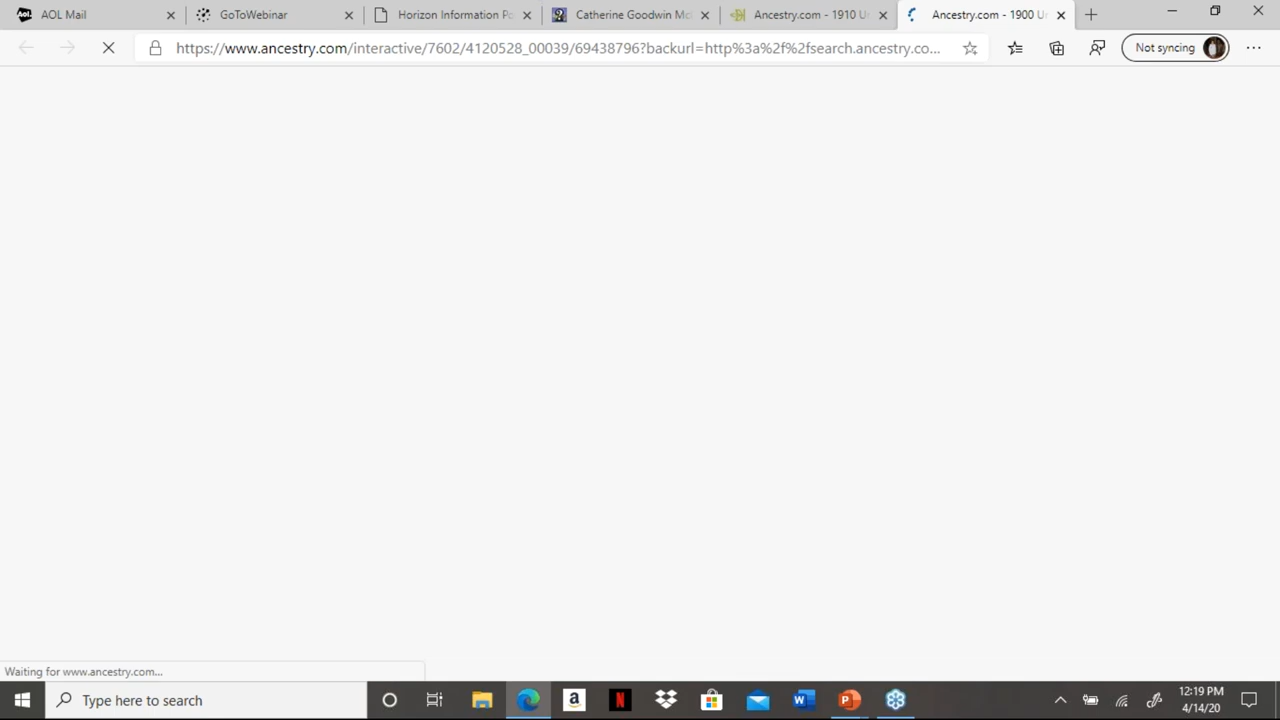 AOL Mail
GoToWebinar
Horizon Information Po
Catherine Goodwin Mc
Ancestry.com - 1910 U
Ancestry.com - 1900 U
https://www.ancestry.com/interactive/7602/4120528_00039/69438796?backurl=http%3a%2f%2fsearch.ancestry.co...
Not syncing
Waiting for www.ancestry.com...
Type here to search
12:19 PM
4/14/20